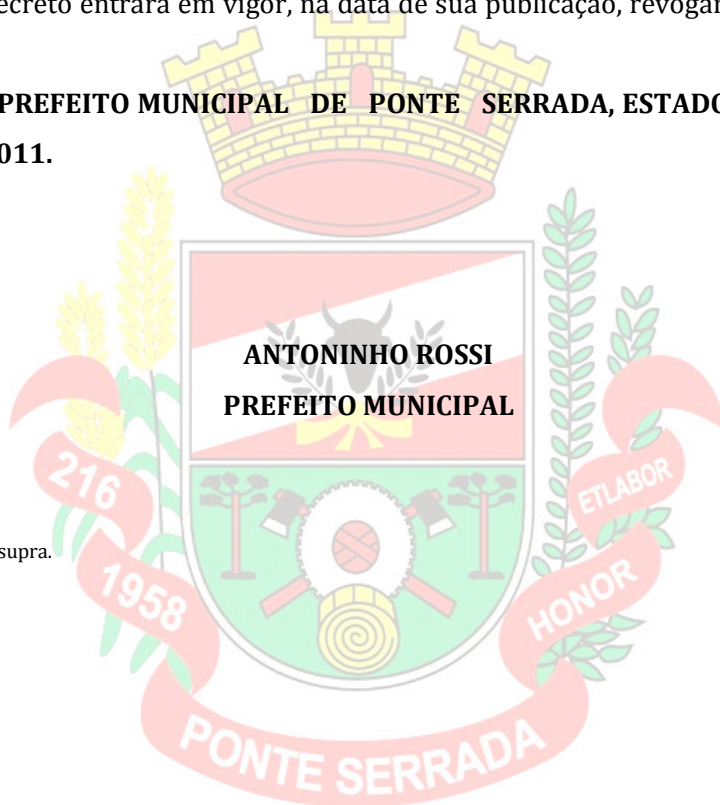 ecreto entrará em vigor, na data de sua publicação, revogan
PREFEITO MUNICIPAL DE PONTE SERRADA, ESTADO
011.
ANTONINHO ROSSI
PREFEITO MUNICIPAL
216
ETLABOR
supra.
1958
HONOR
PONTE SERRADA